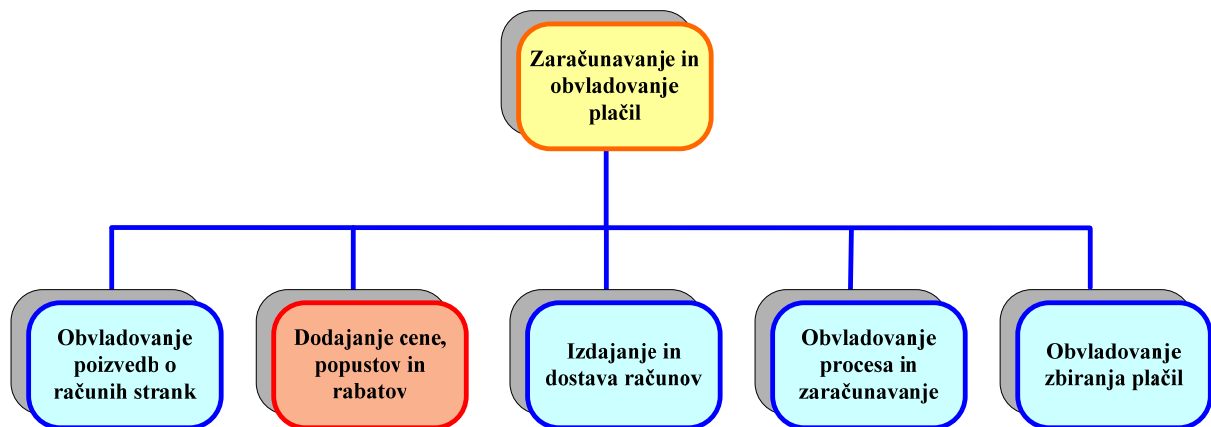 Zaračunavanje in
obvladovanje
plačil
Obvladovanje
poizvedb o
računih strank
Dodajanje cene,
popustov in
rabatov
Izdajanje in
dostava računov
Obvladovanje
procesa in
zaračunavanje
Obvladovanje
zbiranja plačil